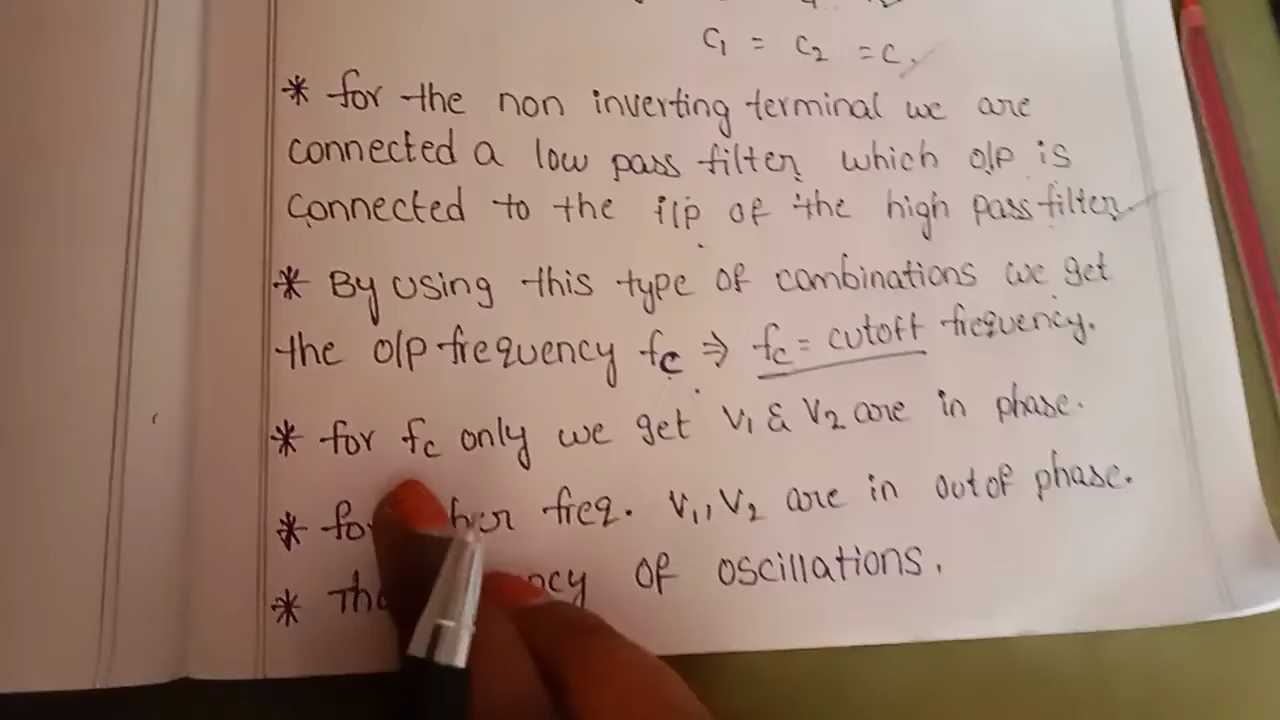 C1 = C2 = C,
* for the non inverting terminal we are
connected a low pass filter, which o/p is
connected to the i/p of the high pass filter
* By using this type of combinations we get
the o/p frequency fc ⇒ fc = cutoff frequency.
* for fc only we get V1 & V2 are in phase.
* freq. V1, V2 are in out of phase.
* of oscillations.